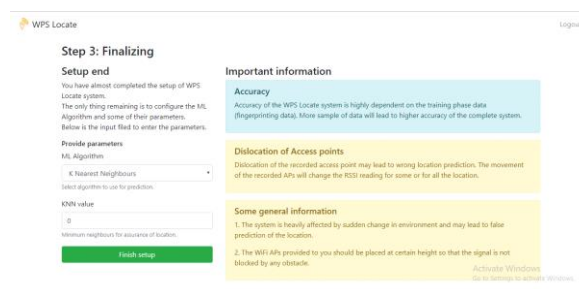 WPS Locate
Logou
Step 3: Finalizing
Setup end
You have almost completed the setup of WPS
Locate system.
The only thing remaining is to configure the ML
Algorithm and some of their parameters.
Below is the input filed to enter the parameters.
Provide parameters
ML Algorithm
K Nearest Neighbours
Select algorithm to use for prediction.
KNN value
0
Minimum neighbours for assurance of location.
Finish setup
Important information
Accuracy
Accuracy of the WPS Locate system is highly dependent on the training phase data
(fingerprinting data). More sample of data will lead to higher accuracy of the complete system.
Dislocation of Access points
Dislocation of the recorded access point may lead to wrong location prediction. The movement
of the recorded APs will change the RSSI reading for some or for all the location.
Some general information
1. The system is heavily affected by sudden change in environment and may lead to false
prediction of the location.
2. The WiFi APs provided to you should be placed at certain height so that the signal is not
blocked by any obstacle.
Activate Windows
Go to Settings to activate Windows.